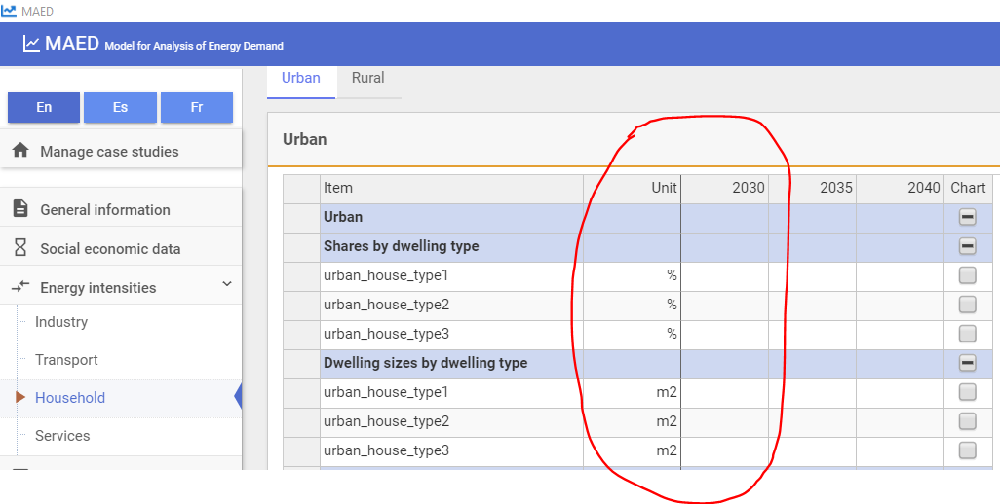 MAED
MAED Model for Analysis of Energy Demand
En Es Fr
Manage case studies
General information
Social economic data
Energy intensities
Industry
Transport
Household
Services
Urban Rural
Urban
Item Unit 2030 2035 2040 Chart
Urban
Shares by dwelling type
urban_house_type1 %
urban_house_type2 %
urban_house_type3 %
Dwelling sizes by dwelling type
urban_house_type1 m2
urban_house_type2 m2
urban_house_type3 m2